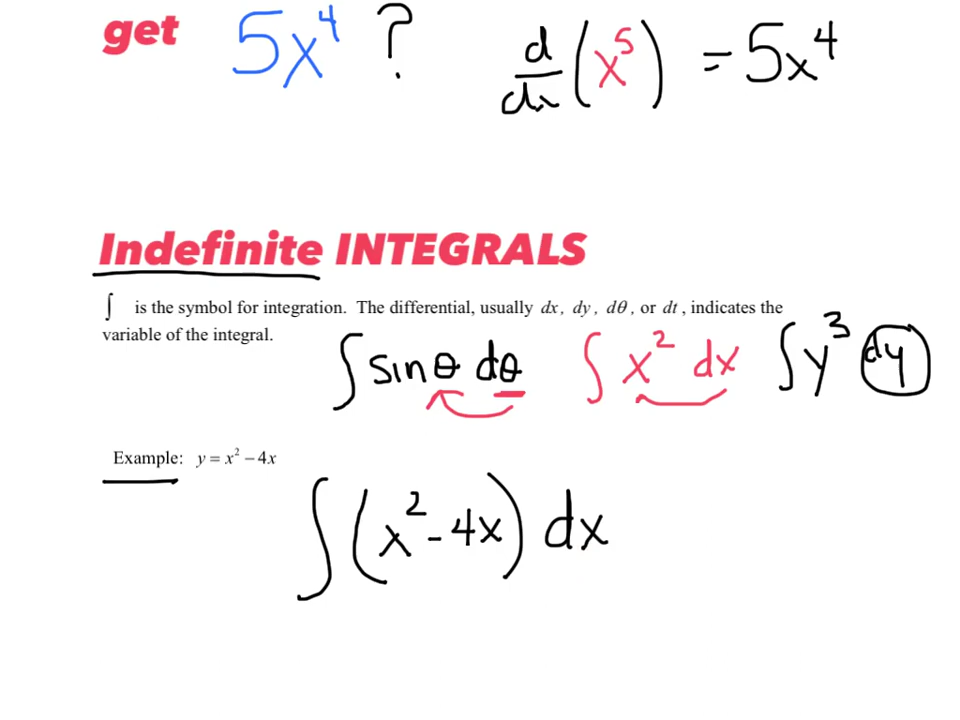 get 5x⁴ ? d/dx (x⁵) = 5x⁴
Indefinite INTEGRALS
∫ is the symbol for integration. The differential, usually dx, dy, dθ, or dt, indicates the
variable of the integral.
∫ sin θ dθ ∫ x² dx ∫ y³ dy
Example: y = x² – 4x
∫ (x² - 4x) dx